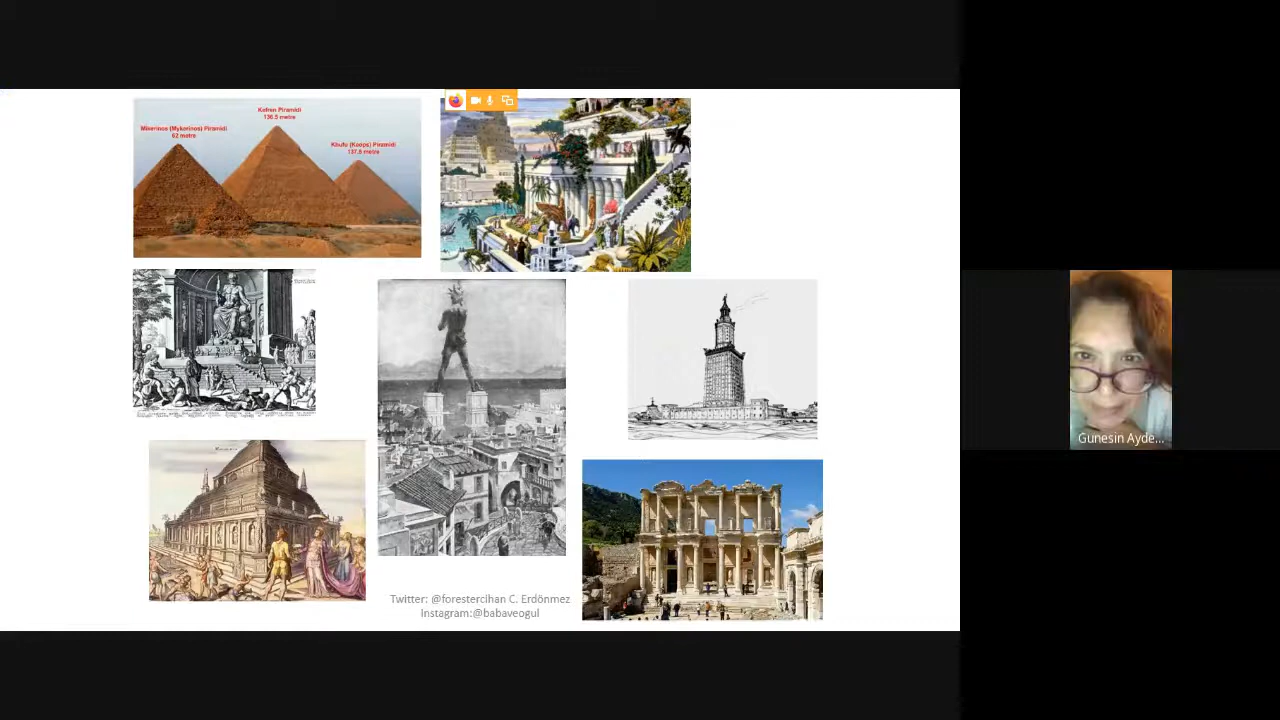 Kefren Piramidi
136.5 metre
Mikerinos (Mykerinos) Piramidi
62 metre
Khufu (Keops) Piramidi
137.8 metre
Twitter: @forestercihan C. Erdönmez
Instagram:@babaveogul
Gunesin Ayde...